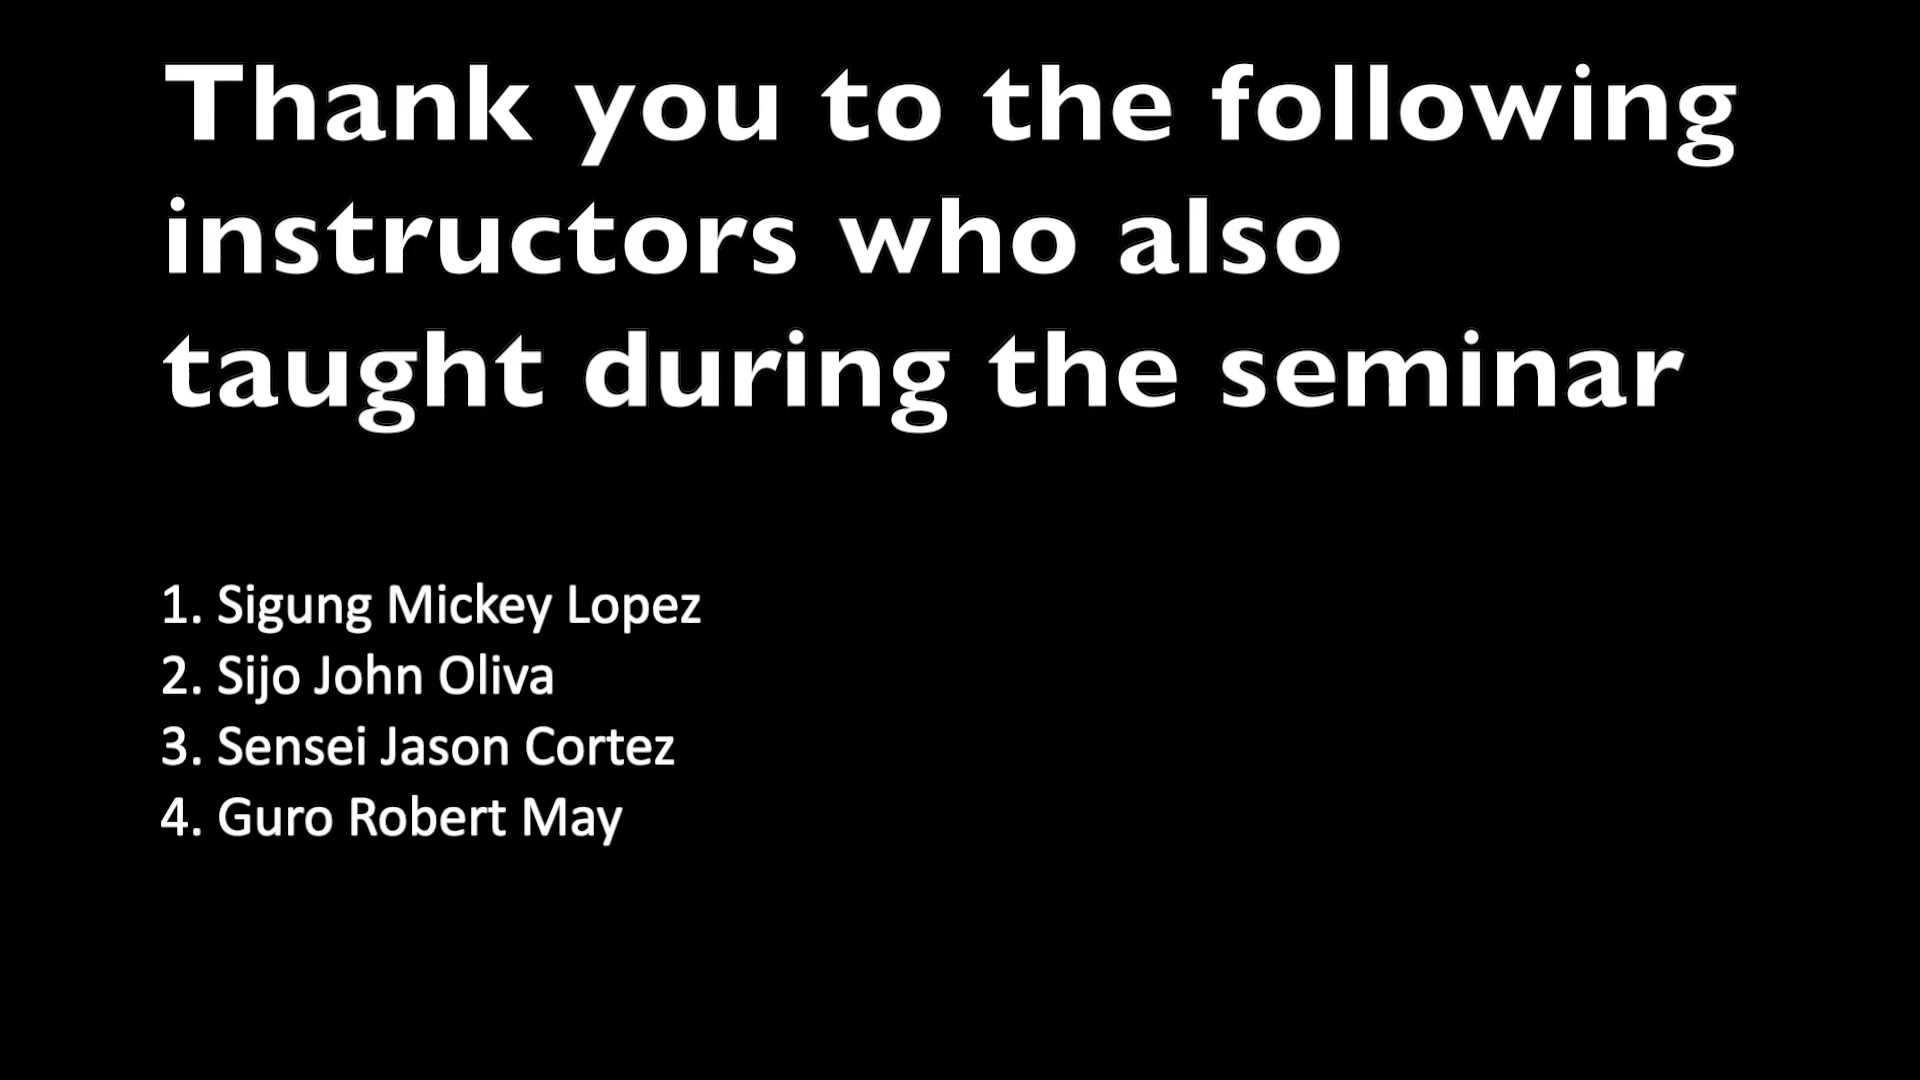 Thank you to the following
instructors who also
taught during the seminar
1. Sigung Mickey Lopez
2. Sijo John Oliva
3. Sensei Jason Cortez
4. Guro Robert May